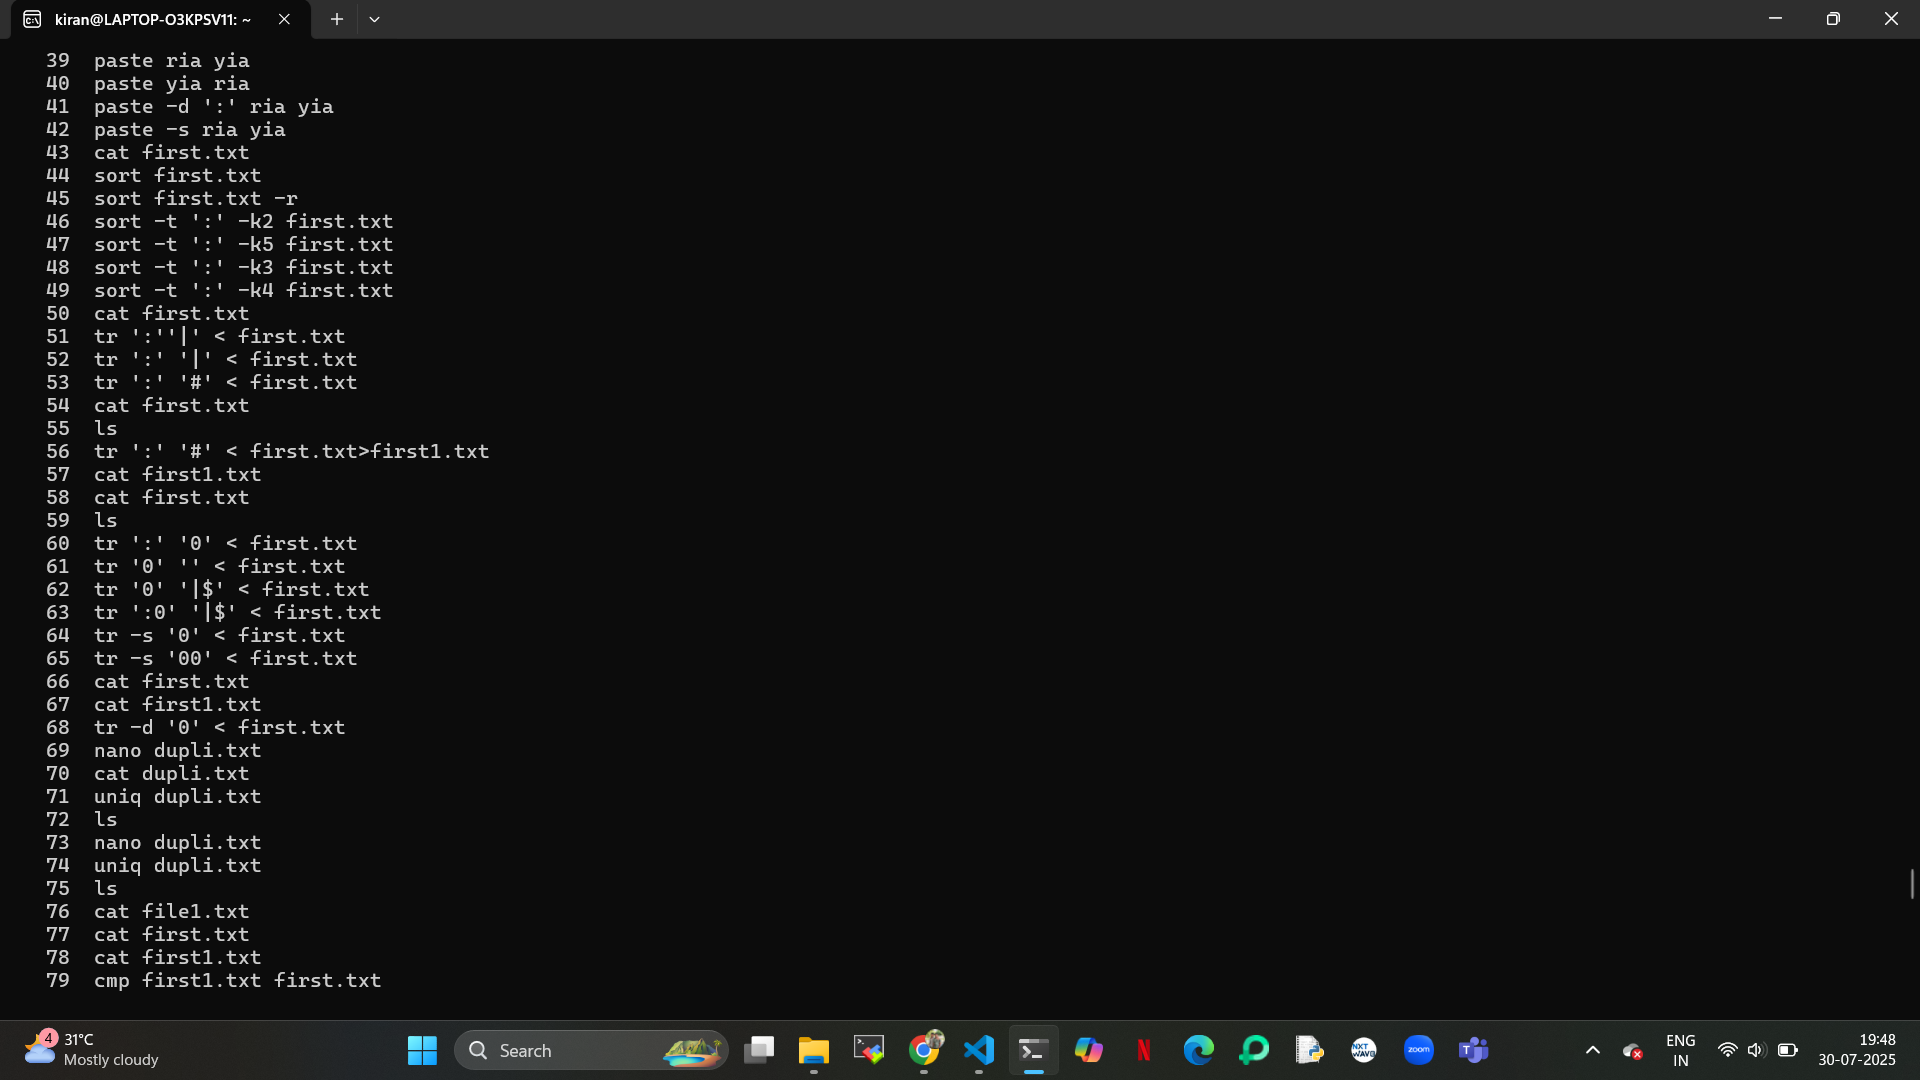 kiran@LAPTOP-O3KPSV11: ~
39 paste ria yia
40 paste yia ria
41 paste -d ':' ria yia
42 paste -s ria yia
43 cat first.txt
44 sort first.txt
45 sort first.txt -r
46 sort -t ':' -k2 first.txt
47 sort -t ':' -k5 first.txt
48 sort -t ':' -k3 first.txt
49 sort -t ':' -k4 first.txt
50 cat first.txt
51 tr ':''|' < first.txt
52 tr ':' '|' < first.txt
53 tr ':' '#' < first.txt
54 cat first.txt
55 ls
56 tr ':' '#' < first.txt>first1.txt
57 cat first1.txt
58 cat first.txt
59 ls
60 tr ':' '0' < first.txt
61 tr '0' '' < first.txt
62 tr '0' '|$' < first.txt
63 tr ':0' '|$' < first.txt
64 tr -s '0' < first.txt
65 tr -s '00' < first.txt
66 cat first.txt
67 cat first1.txt
68 tr -d '0' < first.txt
69 nano dupli.txt
70 cat dupli.txt
71 uniq dupli.txt
72 ls
73 nano dupli.txt
74 uniq dupli.txt
75 ls
76 cat file1.txt
77 cat first.txt
78 cat first1.txt
79 cmp first1.txt first.txt
4
31°C
Mostly cloudy
Search
NXT
WAVE
zoom
ENG
IN
19:48
30-07-2025